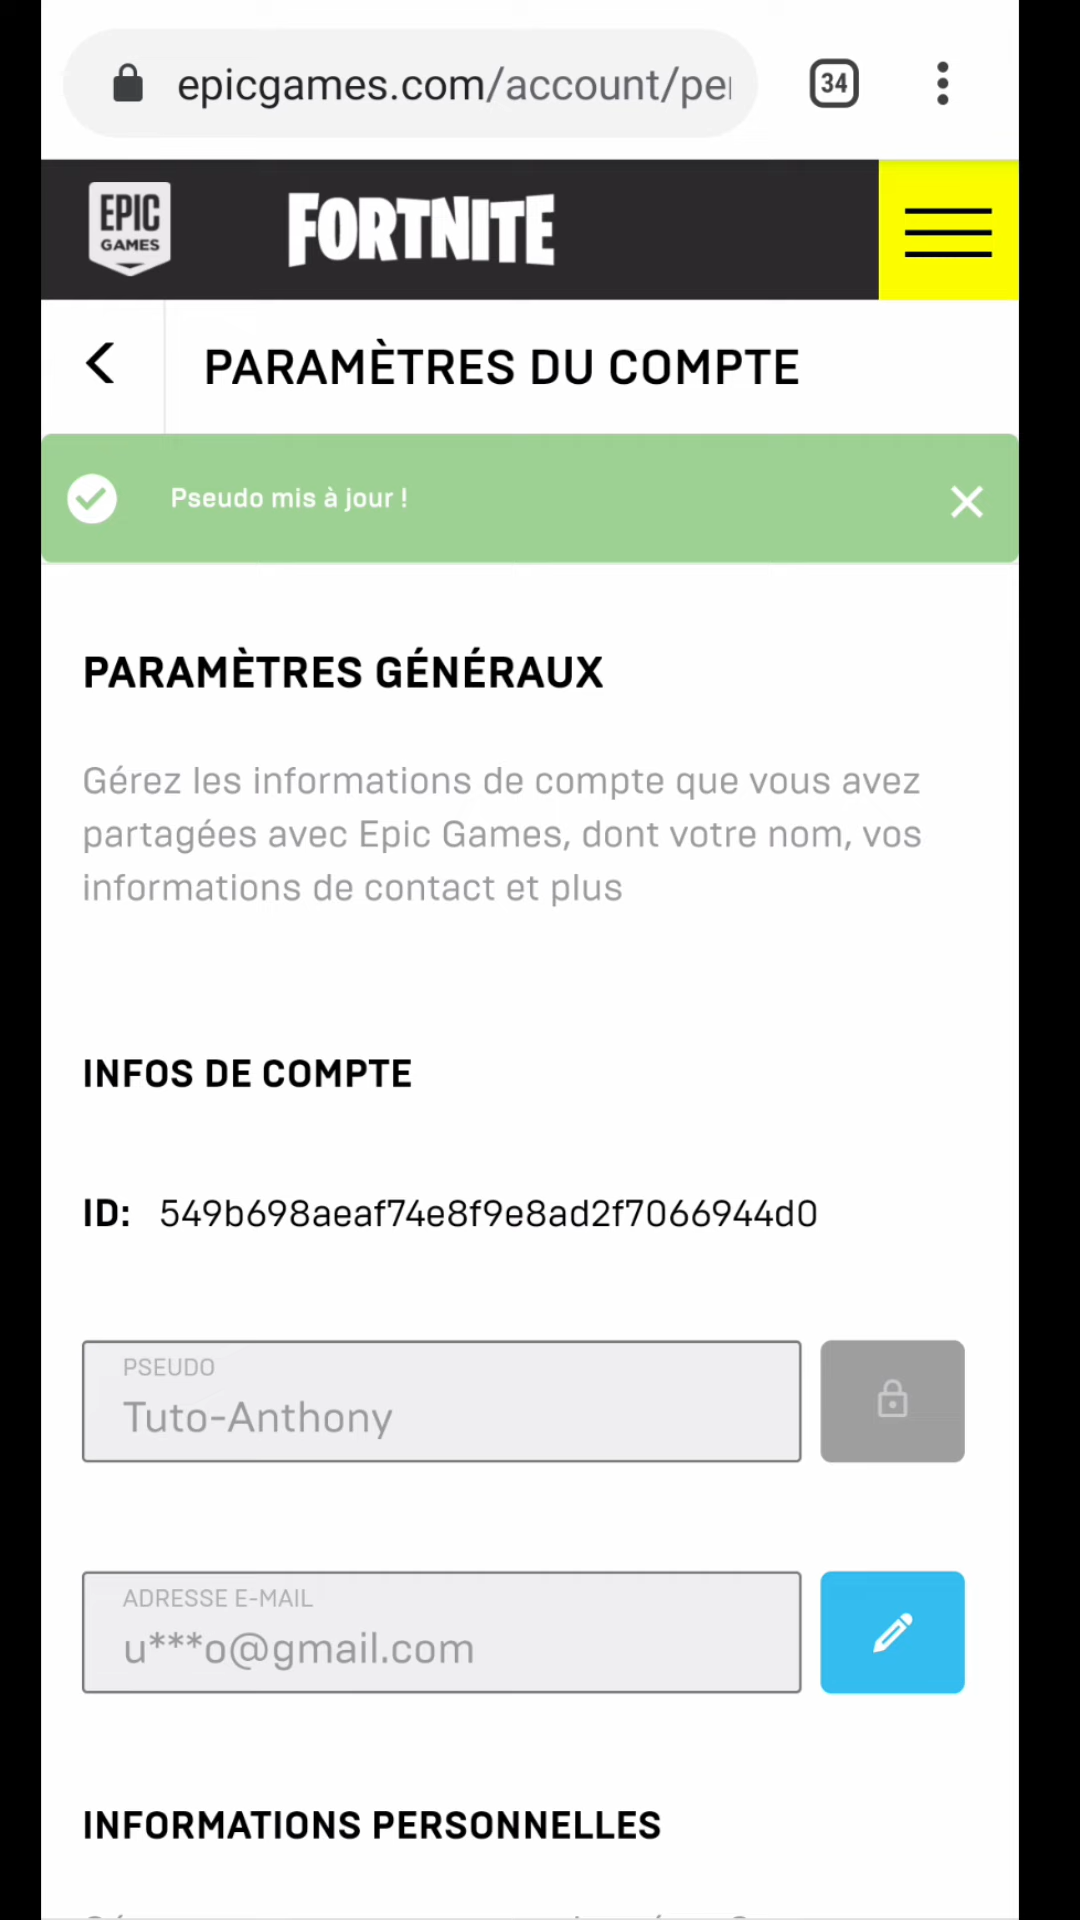 epicgames.com/account/per
34
EPIC
GAMES
FORTNITE
PARAMÈTRES DU COMPTE
Pseudo mis à jour !
PARAMÈTRES GÉNÉRAUX
Gérez les informations de compte que vous avez
partagées avec Epic Games, dont votre nom, vos
informations de contact et plus
INFOS DE COMPTE
ID: 549b698aeaf74e8f9e8ad2f7066944d0
PSEUDO
Tuto-Anthony
ADRESSE E-MAIL
u***o@gmail.com
INFORMATIONS PERSONNELLES